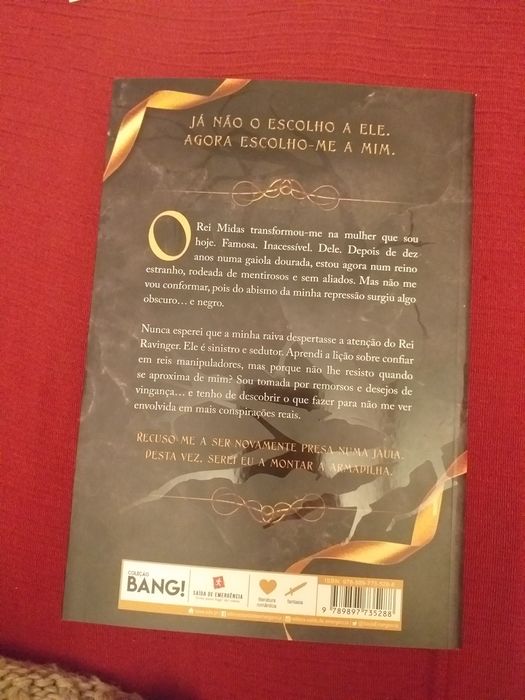 JÁ NÃO O ESCOLHO A ELE.
AGORA ESCOLHO-ME A MIM.
O Rei Midas transformou-me na mulher que sou
hoje. Famosa. Inacessível. Dele. Depois de dez
anos numa gaiola dourada, estou agora num reino
estranho, rodeada de mentirosos e sem aliados. Mas não me
vou conformar, pois do abismo da minha repressão surgiu algo
obscuro… e negro.
Nunca esperei que a minha raiva despertasse a atenção do Rei
Ravinger. Ele é sinistro e sedutor. Aprendi a lição sobre confiar
em reis manipuladores, mas porque não lhe resisto quando
se aproxima de mim? Sou tomada por remorsos e desejos de
vingança… e tenho de descobrir o que fazer para não me ver
envolvida em mais conspirações reais.
RECUSO-ME A SER NOVAMENTE PRESA NUMA JAULA.
DESTA VEZ, SEREI EU A MONTAR A ARMADILHA.
COLEÇÃO
BANG!
SAÍDA DE EMERGÊNCIA
literatura
romântica
fantasia
ISBN: 978-989-773-528-8
9 789897 735288